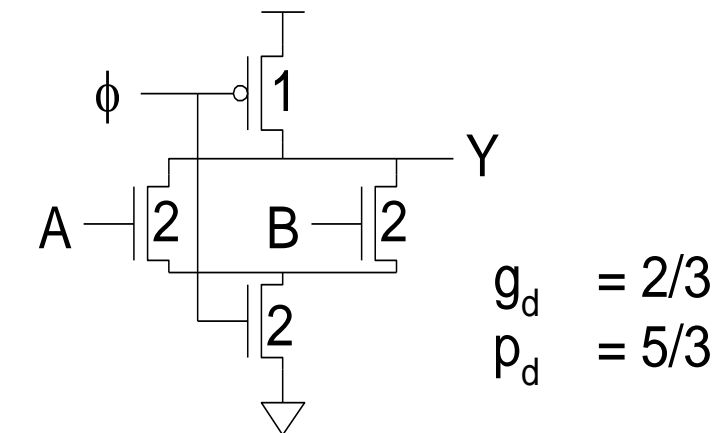 1
ϕ
Y
A 2 B 2
2
g_d = 2/3
p_d = 5/3